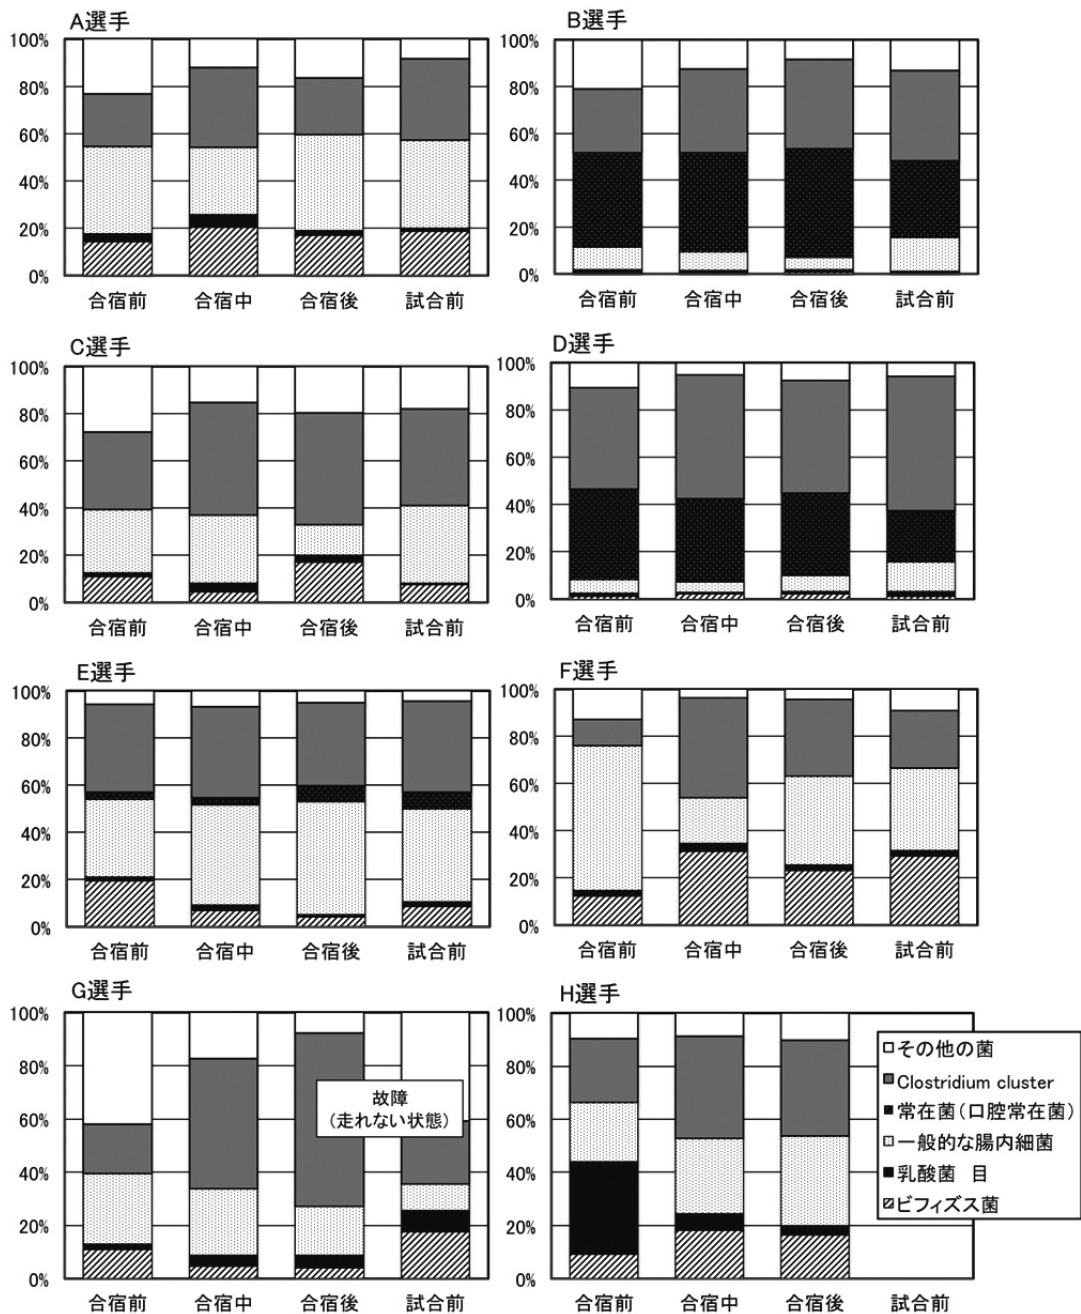 A選手
100%
80%
60%
40%
20%
0%
合宿前 合宿中 合宿後 試合前
B選手
100%
80%
60%
40%
20%
0%
合宿前 合宿中 合宿後 試合前
C選手
100%
80%
60%
40%
20%
0%
合宿前 合宿中 合宿後 試合前
D選手
100%
80%
60%
40%
20%
0%
合宿前 合宿中 合宿後 試合前
E選手
100%
80%
60%
40%
20%
0%
合宿前 合宿中 合宿後 試合前
F選手
100%
80%
60%
40%
20%
0%
合宿前 合宿中 合宿後 試合前
G選手
100%
80%
60%
40%
20%
0%
故障
(走れない状態)
合宿前 合宿中 合宿後 試合前
H選手
100%
80%
60%
40%
20%
0%
合宿前 合宿中 合宿後 試合前
その他の菌
Clostridium cluster
常在菌(口腔常在菌)
一般的な腸内細菌
乳酸菌 目
ビフィズス菌